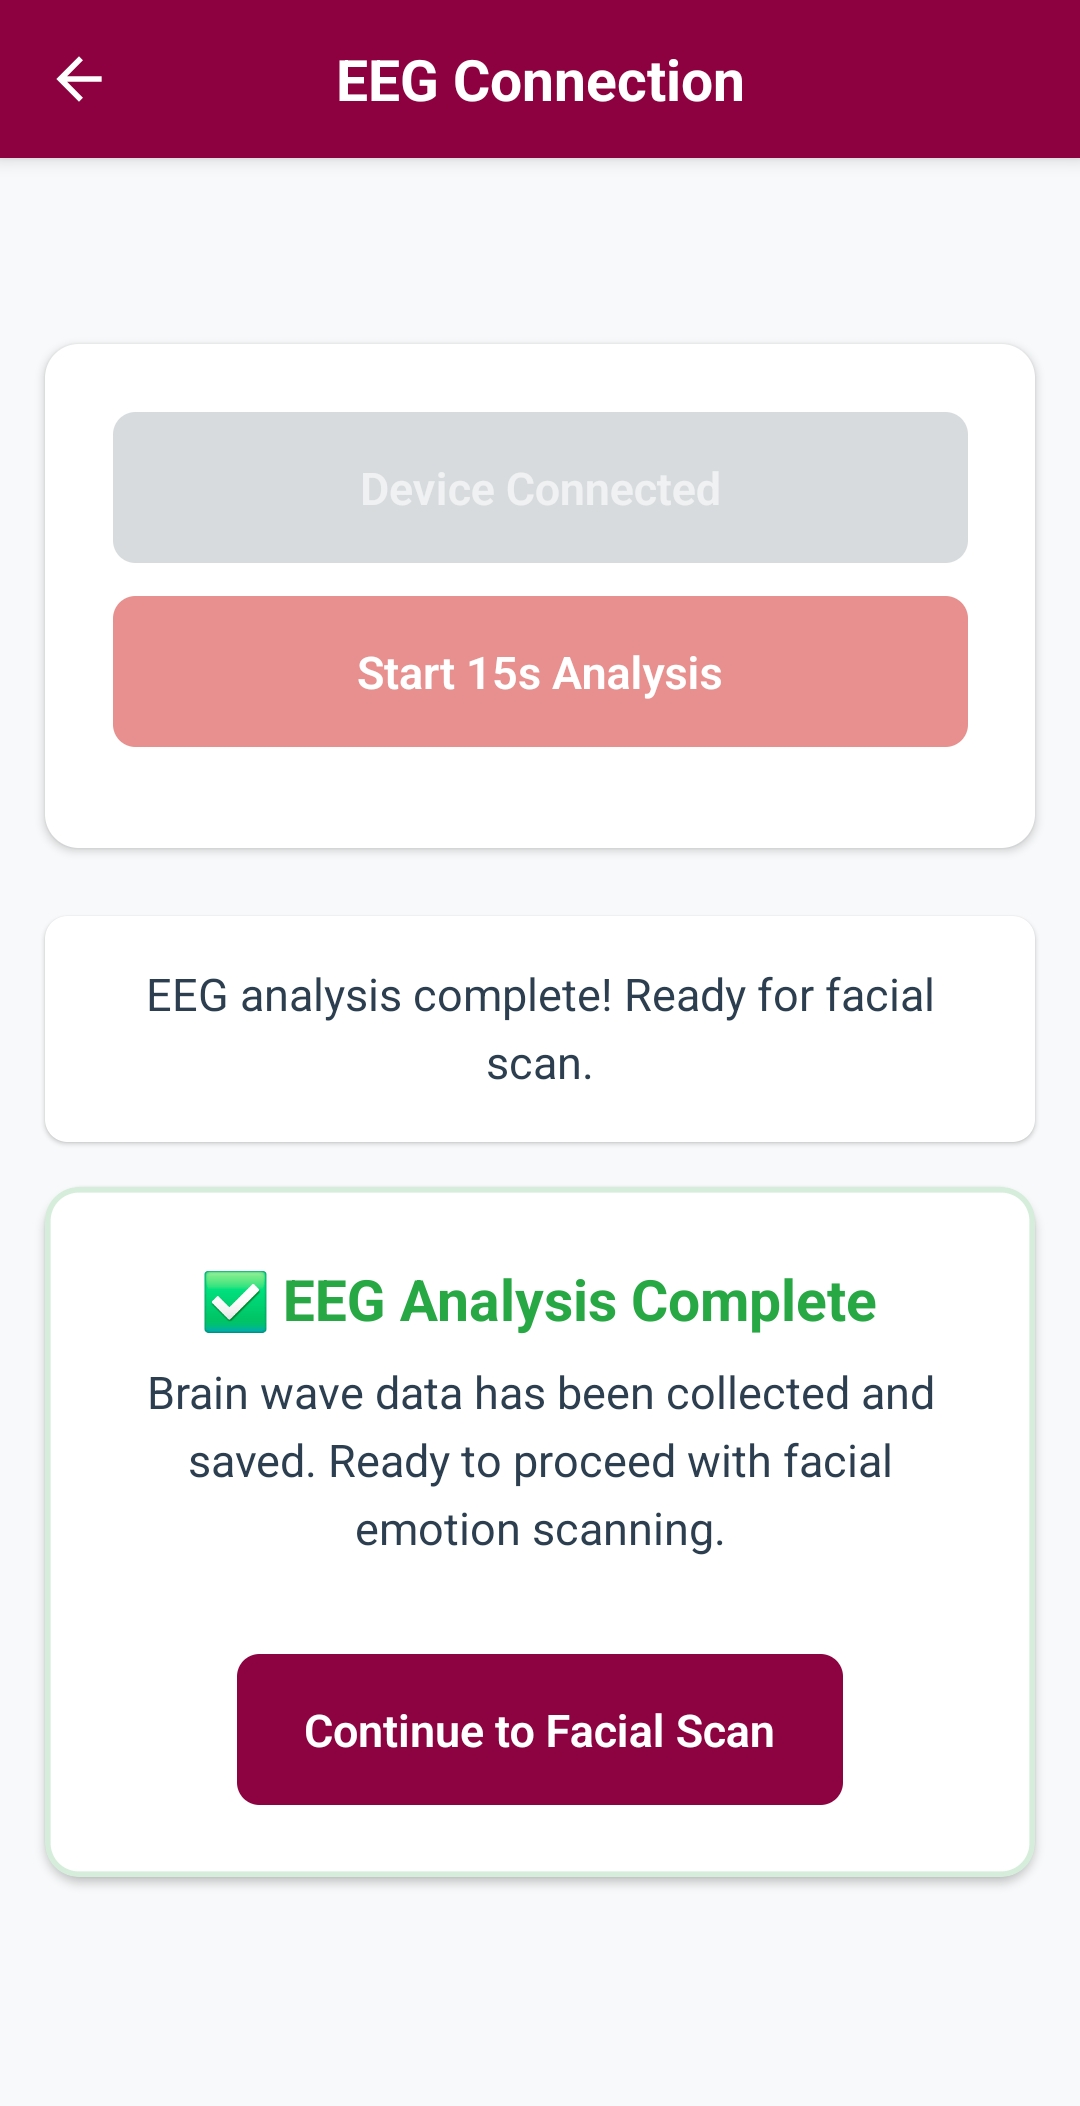 EEG Connection
Device Connected
Start 15s Analysis
EEG analysis complete! Ready for facial
scan.
✅ EEG Analysis Complete
Brain wave data has been collected and
saved. Ready to proceed with facial
emotion scanning.
Continue to Facial Scan